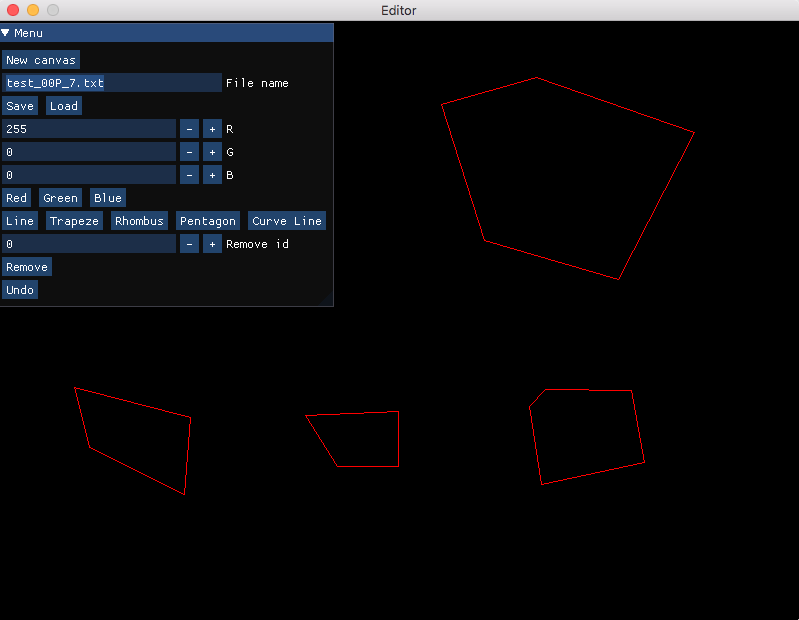 Editor
Menu
New canvas
test_00P_7.txt File name
Save Load
255 - + R
0 - + G
0 - + B
Red Green Blue
Line Trapeze Rhombus Pentagon Curve Line
0 - + Remove id
Remove
Undo